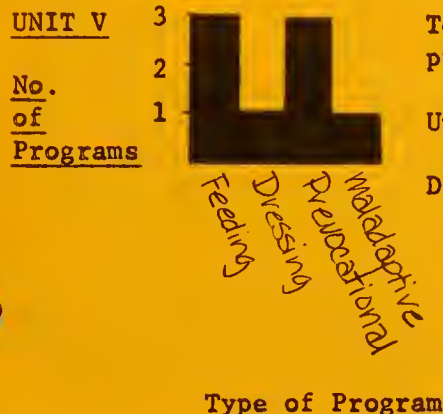 UNIT V
No.
of
Programs
3
2
1
Feeding
Dressing
Prevocational
maladaptive
Type of Program
T
p
U
D